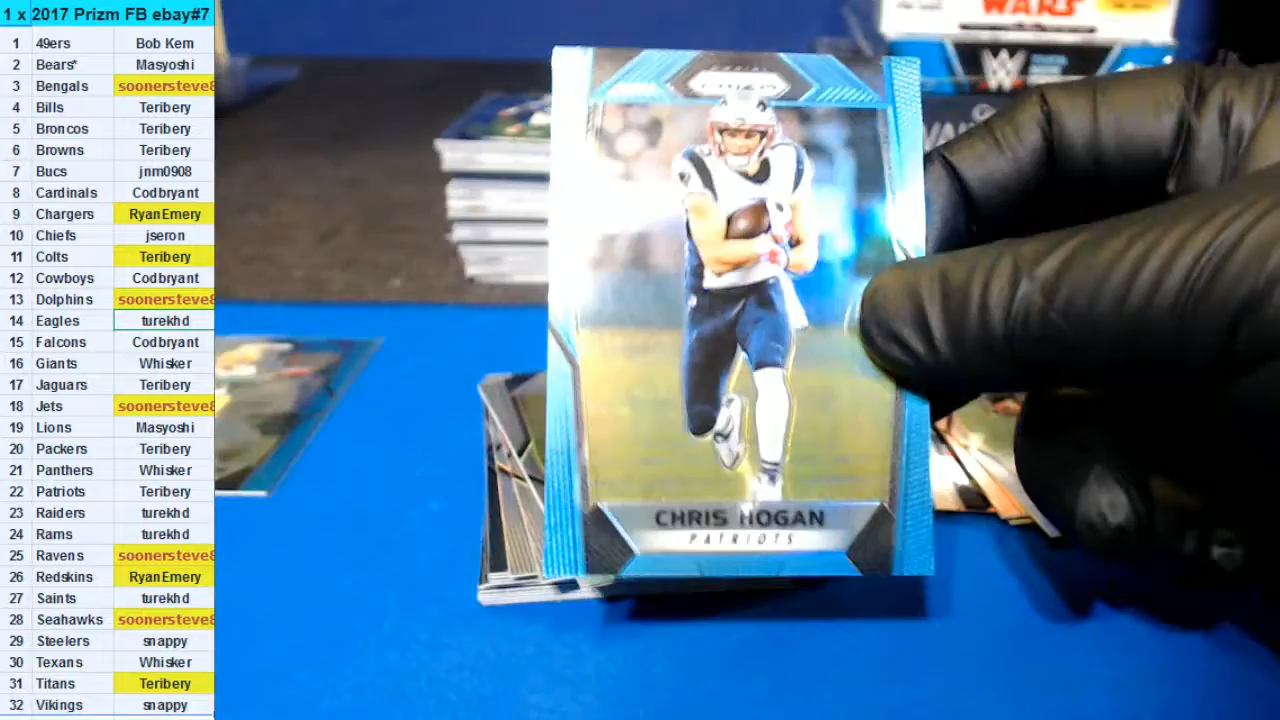 1 x 2017 Prizm FB ebay#7
1 49ers Bob Kem
2 Bears* Masyoshi
3 Bengals soonersteve8
4 Bills Teribery
5 Broncos Teribery
6 Browns Teribery
7 Bucs jnm0908
8 Cardinals Codbryant
9 Chargers RyanEmery
10 Chiefs jseron
11 Colts Teribery
12 Cowboys Codbryant
13 Dolphins soonersteve8
14 Eagles turekhd
15 Falcons Codbryant
16 Giants Whisker
17 Jaguars Teribery
18 Jets soonersteve8
19 Lions Masyoshi
20 Packers Teribery
21 Panthers Whisker
22 Patriots Teribery
23 Raiders turekhd
24 Rams turekhd
25 Ravens soonersteve8
26 Redskins RyanEmery
27 Saints turekhd
28 Seahawks soonersteve8
29 Steelers snappy
30 Texans Whisker
31 Titans Teribery
32 Vikings snappy
PRIZM
CHRIS HOGAN
PATRIOTS
WARS
W